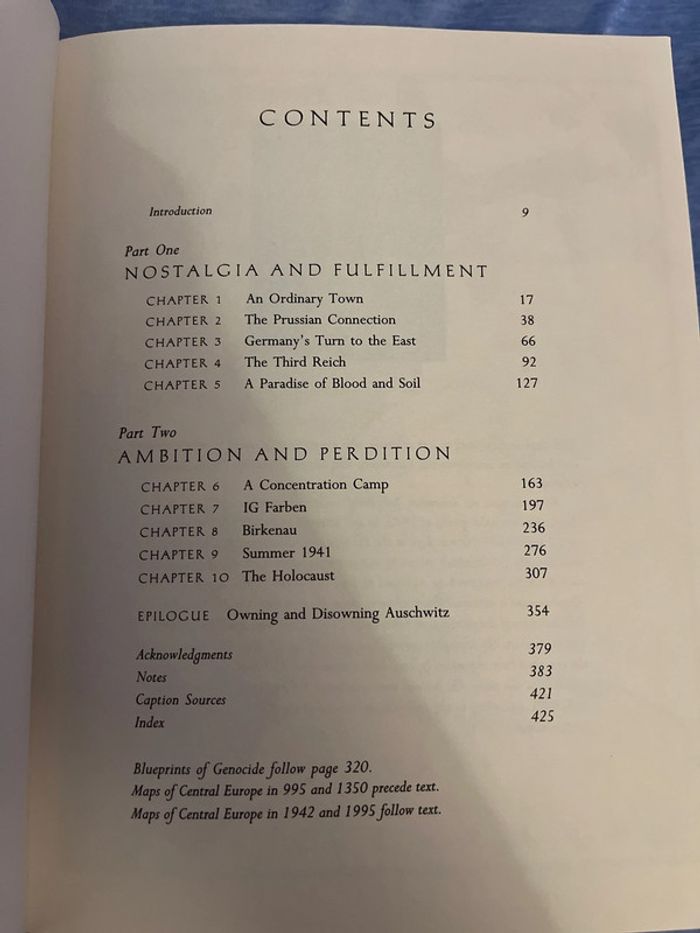 CONTENTS
Introduction 9
Part One
NOSTALGIA AND FULFILLMENT
CHAPTER 1 An Ordinary Town 17
CHAPTER 2 The Prussian Connection 38
CHAPTER 3 Germany's Turn to the East 66
CHAPTER 4 The Third Reich 92
CHAPTER 5 A Paradise of Blood and Soil 127
Part Two
AMBITION AND PERDITION
CHAPTER 6 A Concentration Camp 163
CHAPTER 7 IG Farben 197
CHAPTER 8 Birkenau 236
CHAPTER 9 Summer 1941 276
CHAPTER 10 The Holocaust 307
EPILOGUE Owning and Disowning Auschwitz 354
Acknowledgments 379
Notes 383
Caption Sources 421
Index 425
Blueprints of Genocide follow page 320.
Maps of Central Europe in 995 and 1350 precede text.
Maps of Central Europe in 1942 and 1995 follow text.